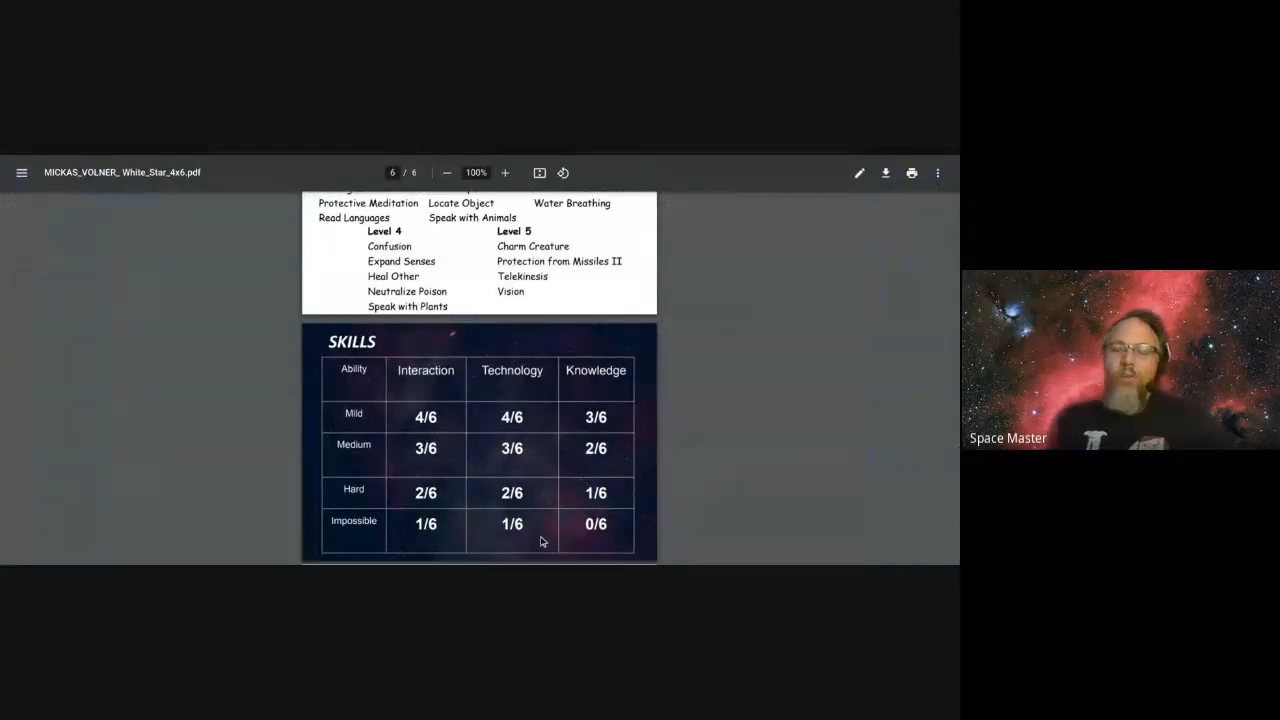 MICKAS_VOLNER_ White_Star_4x6.pdf
6 / 6
100%
Protective Meditation Locate Object Water Breathing
Read Languages Speak with Animals
Level 4 Level 5
Confusion Charm Creature
Expand Senses Protection from Missiles II
Heal Other Telekinesis
Neutralize Poison Vision
Speak with Plants
SKILLS
Ability Interaction Technology Knowledge
Mild 4/6 4/6 3/6
Medium 3/6 3/6 2/6
Hard 2/6 2/6 1/6
Impossible 1/6 1/6 0/6
Space Master